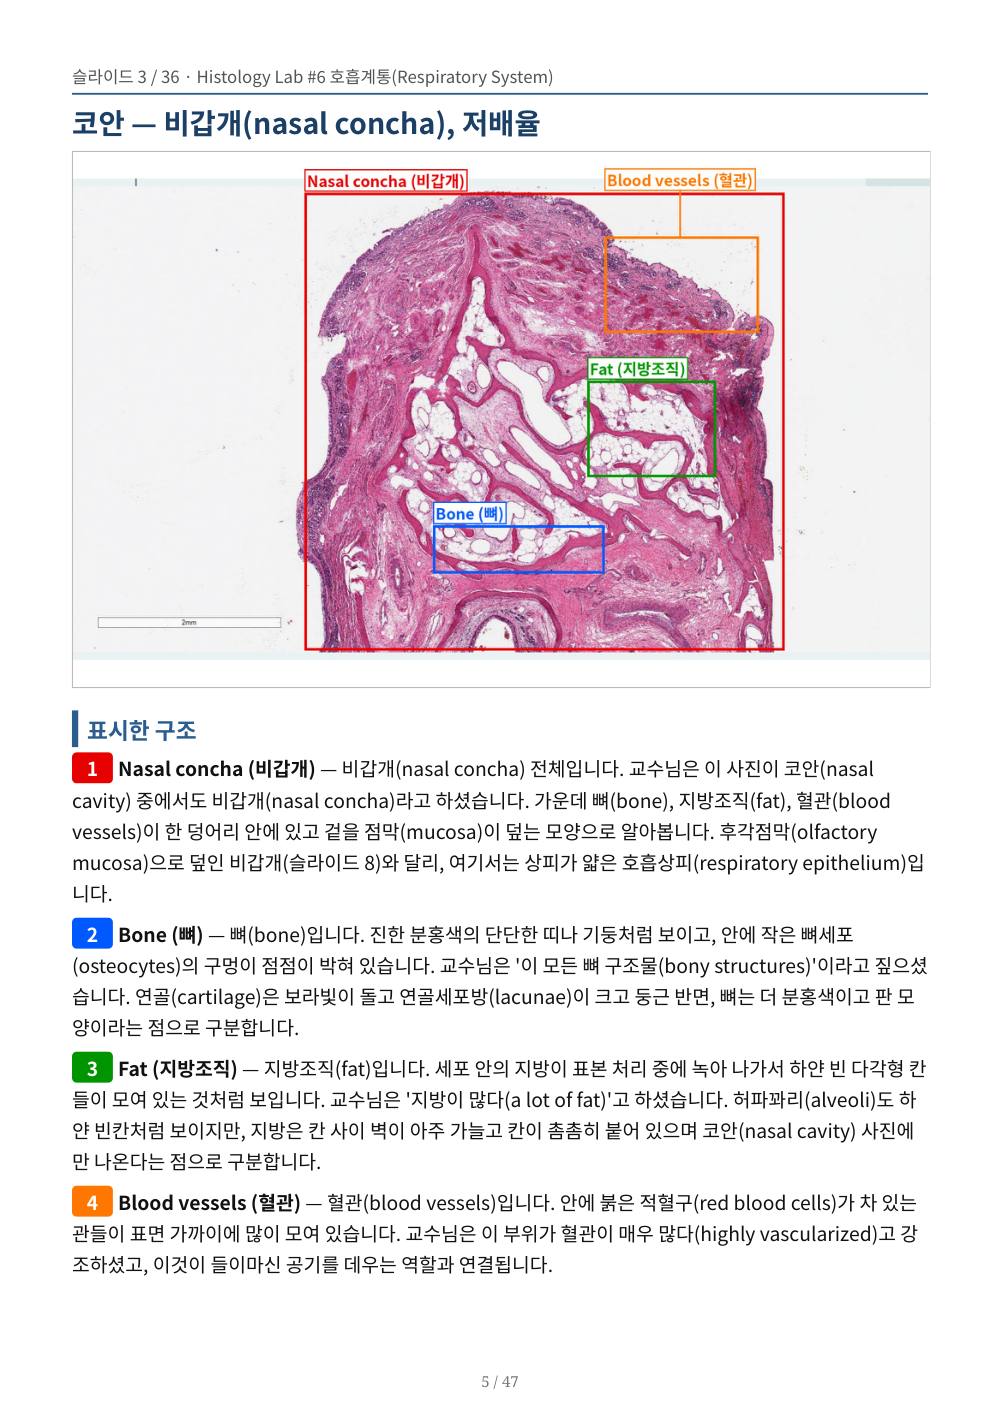 슬라이드 3 / 36 · Histology Lab #6 호흡계통(Respiratory System)
코안 — 비갑개(nasal concha), 저배율
Nasal concha (비갑개)
Blood vessels (혈관)
Fat (지방조직)
Bone (뼈)
2mm
표시한 구조
1 Nasal concha (비갑개) — 비갑개(nasal concha) 전체입니다. 교수님은 이 사진이 코안(nasal
cavity) 중에서도 비갑개(nasal concha)라고 하셨습니다. 가운데 뼈(bone), 지방조직(fat), 혈관(blood
vessels)이 한 덩어리 안에 있고 겉을 점막(mucosa)이 덮는 모양으로 알아봅니다. 후각점막(olfactory
mucosa)으로 덮인 비갑개(슬라이드 8)와 달리, 여기서는 상피가 얇은 호흡상피(respiratory epithelium)입
니다.
2 Bone (뼈) — 뼈(bone)입니다. 진한 분홍색의 단단한 띠나 기둥처럼 보이고, 안에 작은 뼈세포
(osteocytes)의 구멍이 점점이 박혀 있습니다. 교수님은 '이 모든 뼈 구조물(bony structures)'이라고 짚으셨
습니다. 연골(cartilage)은 보라빛이 돌고 연골세포방(lacunae)이 크고 둥근 반면, 뼈는 더 분홍색이고 판 모
양이라는 점으로 구분합니다.
3 Fat (지방조직) — 지방조직(fat)입니다. 세포 안의 지방이 표본 처리 중에 녹아 나가서 하얀 빈 다각형 칸
들이 모여 있는 것처럼 보입니다. 교수님은 '지방이 많다(a lot of fat)'고 하셨습니다. 허파꽈리(alveoli)도 하
얀 빈칸처럼 보이지만, 지방은 칸 사이 벽이 아주 가늘고 칸이 촘촘히 붙어 있으며 코안(nasal cavity) 사진에
만 나온다는 점으로 구분합니다.
4 Blood vessels (혈관) — 혈관(blood vessels)입니다. 안에 붉은 적혈구(red blood cells)가 차 있는
관들이 표면 가까이에 많이 모여 있습니다. 교수님은 이 부위가 혈관이 매우 많다(highly vascularized)고 강
조하셨고, 이것이 들이마신 공기를 데우는 역할과 연결됩니다.
5 / 47